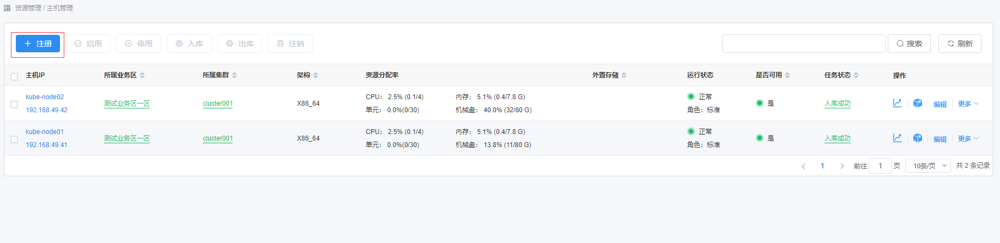 资源管理 / 主机管理
注册 启用 停用 入库 出库 注销 搜索 刷新
主机IP 所属业务区 所属集群 架构 资源分配率 外置存储 运行状态 是否可用 任务状态 操作
kube-node02 CPU： 2.5% (0.1/4) 内存： 5.1% (0.4/7.8 G) 正常
测试业务区一区 cluster001 X86_64 是 入库成功 编辑 更多
192.168.49.42 单元： 0.0%(0/30) 机械盘： 40.0% (32/80 G) 角色：标准
kube-node01 CPU： 2.5% (0.1/4) 内存： 5.1% (0.4/7.8 G) 正常
测试业务区一区 cluster001 X86_64 是 入库成功 编辑 更多
192.168.49.41 单元： 0.0%(0/30) 机械盘： 13.8% (11/80 G) 角色：标准
1 前往 1 页 10条/页 共 2 条记录